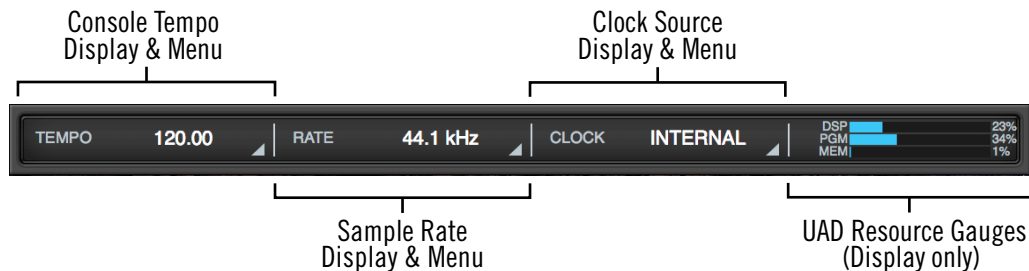 Console Tempo
Display & Menu
Clock Source
Display & Menu
TEMPO 120.00 RATE 44.1 kHz CLOCK INTERNAL
DSP 23%
PGM 34%
MEM 1%
Sample Rate
Display & Menu
UAD Resource Gauges
(Display only)